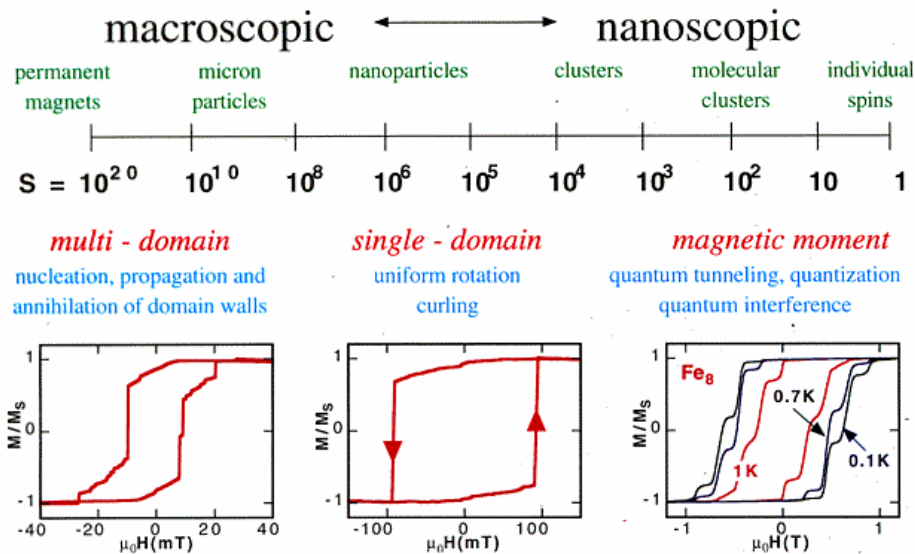 macroscopic ↔ nanoscopic
permanent magnets
micron particles
nanoparticles
clusters
molecular clusters
individual spins
S = 10²⁰ 10¹⁰ 10⁸ 10⁶ 10⁵ 10⁴ 10³ 10² 10 1
multi - domain
nucleation, propagation and
annihilation of domain walls
single - domain
uniform rotation
curling
magnetic moment
quantum tunneling, quantization
quantum interference
M/Mₛ
1
0
-1
-40 -20 0 20 40
μ₀H(mT)
M/Mₛ
1
0
-1
-100 0 100
μ₀H(mT)
M/Mₛ
1
0
-1
Fe₈
0.7K
1K
0.1K
-1 0 1
μ₀H(T)